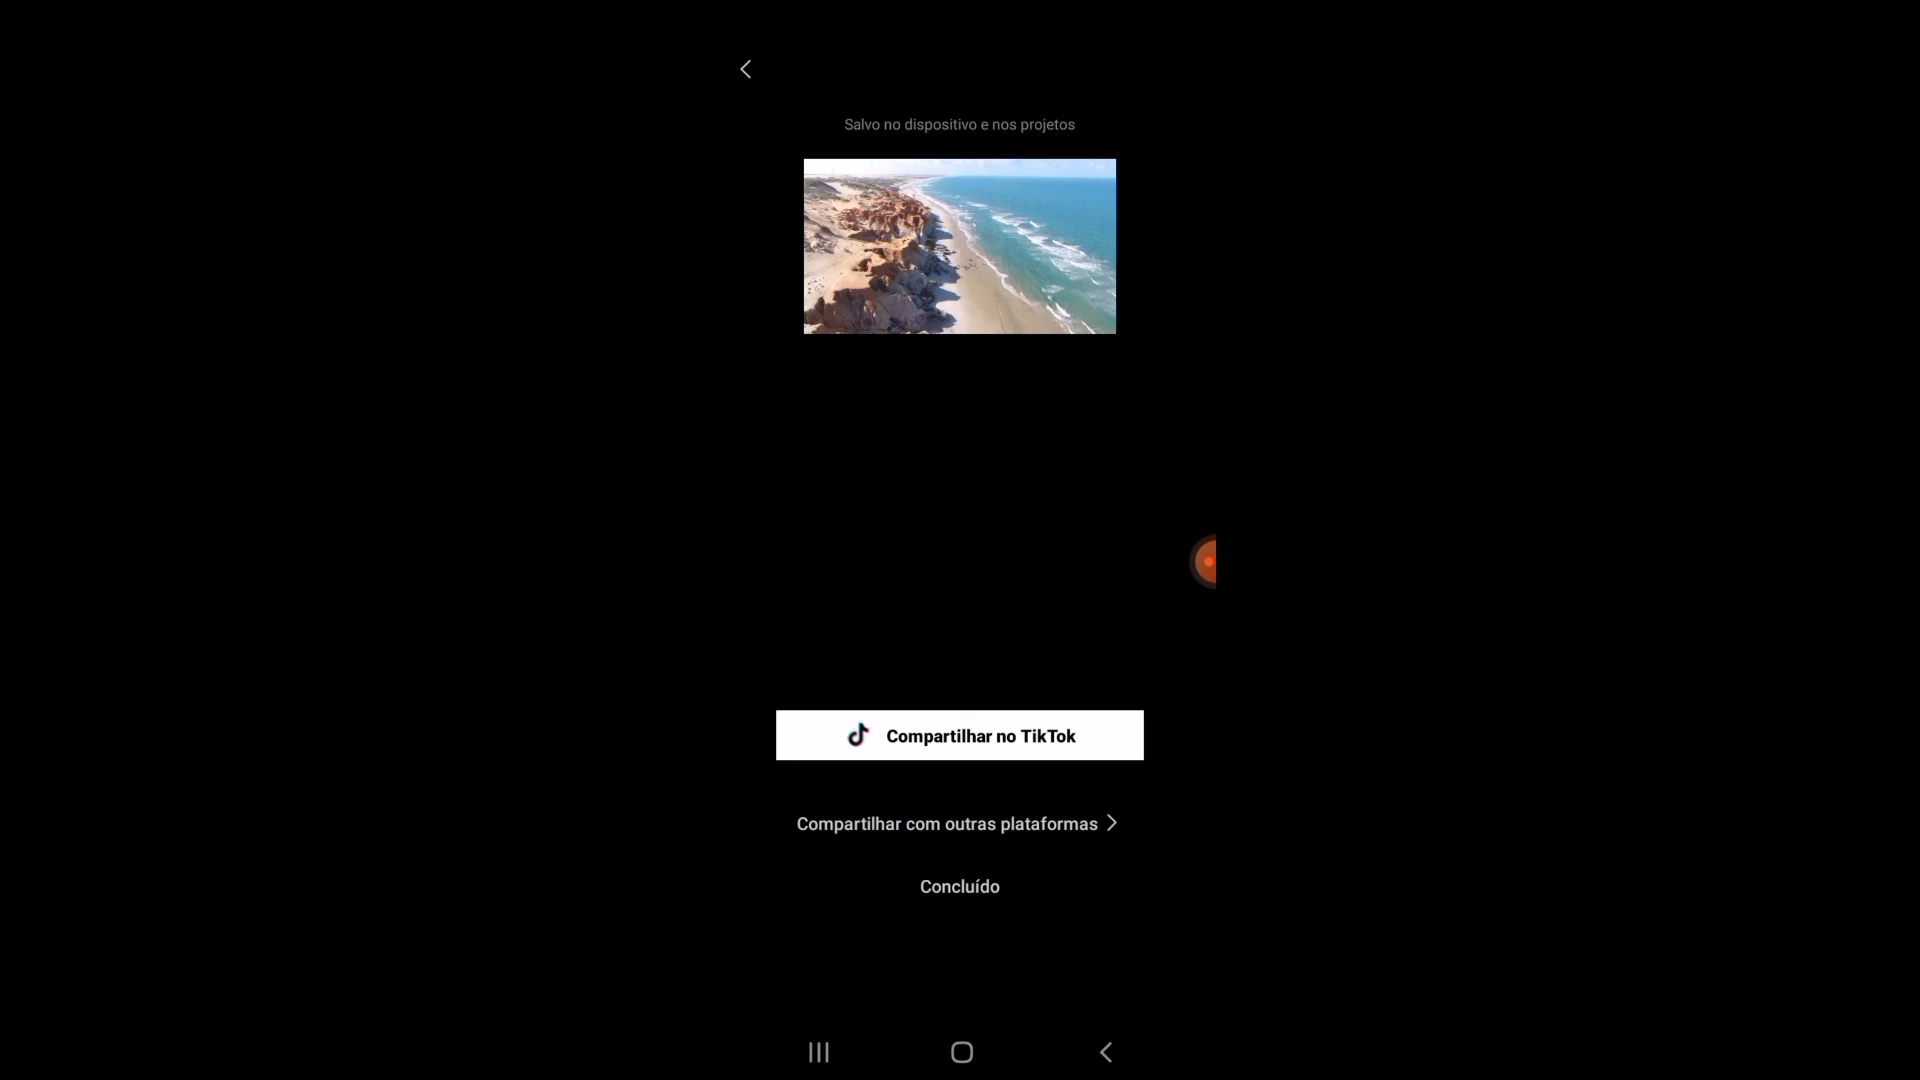 Salvo no dispositivo e nos projetos
Compartilhar no TikTok
Compartilhar com outras plataformas
Concluído